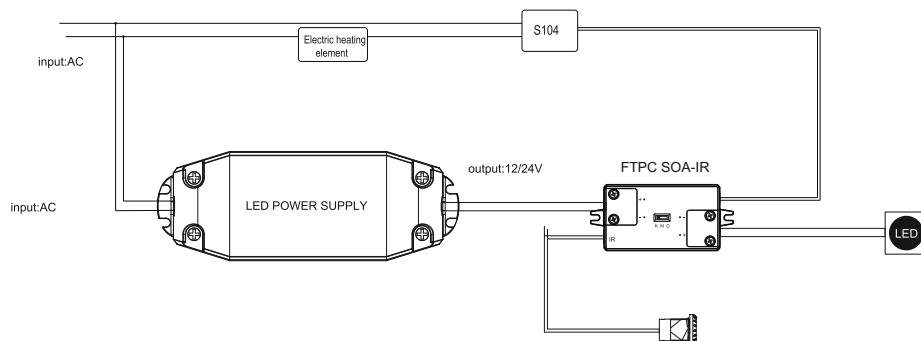 S104
Electric heating
element
input:AC
output:12/24V
FTPC SOA-IR
input:AC
LED POWER SUPPLY
K M D
IR
LED